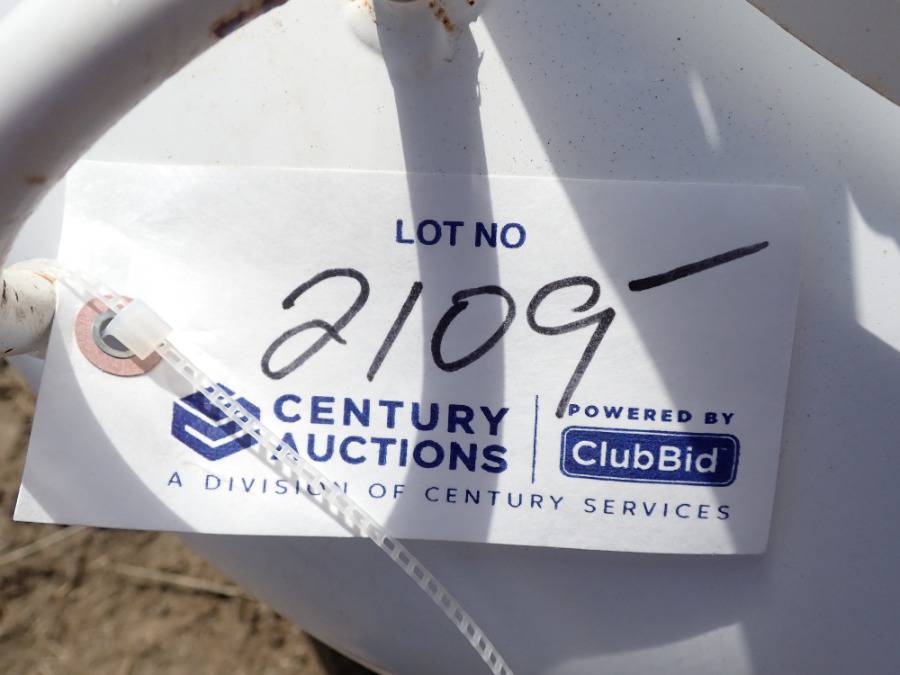 LOT NO
2109-
CENTURY AUCTIONS
A DIVISION OF CENTURY SERVICES
POWERED BY
ClubBid